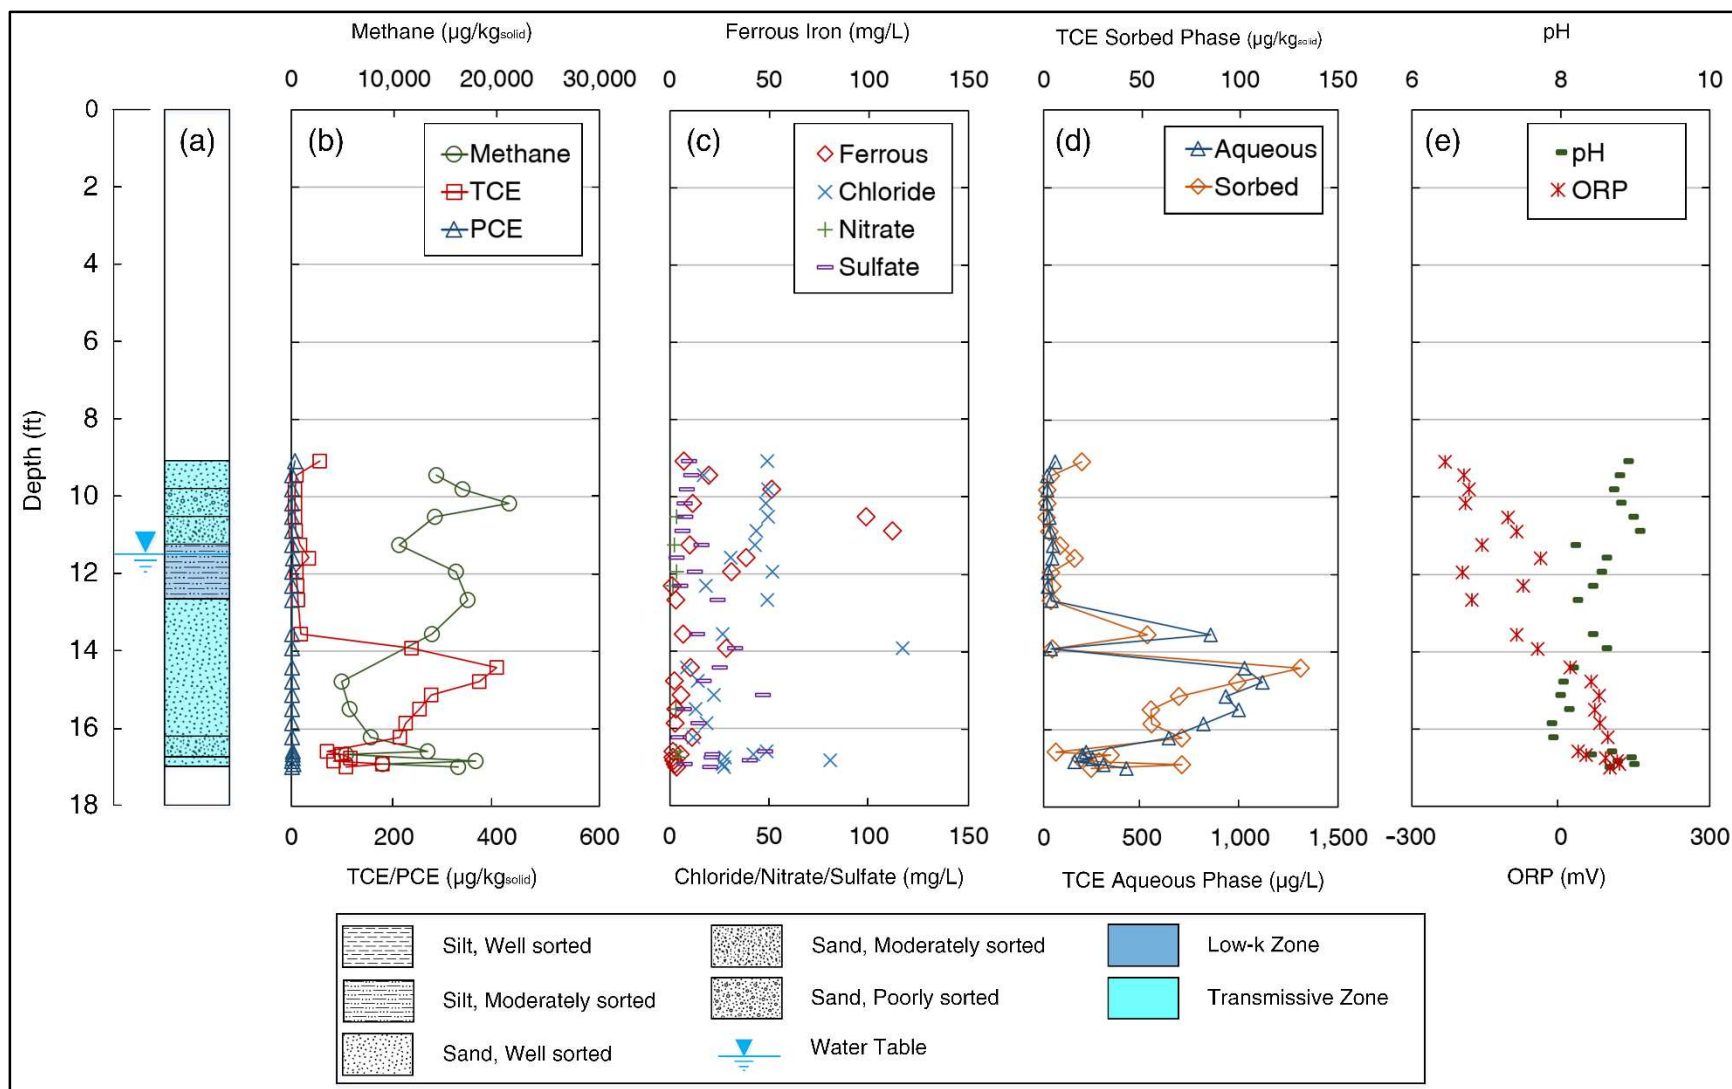 Methane (µg/kgsolid) Ferrous Iron (mg/L) TCE Sorbed Phase (µg/kgsolid) pH
0 10,000 20,000 30,000 0 50 100 150 0 50 100 150 6 8 10
0
(a) (b) (c) (d) (e)
Methane
TCE
PCE
Ferrous
Chloride
Nitrate
Sulfate
Aqueous
Sorbed
pH
ORP
2
4
6
8
10
12
14
16
18
Depth (ft)
0 200 400 600 0 50 100 150 0 500 1,000 1,500 -300 0 300
TCE/PCE (µg/kgsolid) Chloride/Nitrate/Sulfate (mg/L) TCE Aqueous Phase (µg/L) ORP (mV)
Silt, Well sorted
Silt, Moderately sorted
Sand, Well sorted
Sand, Moderately sorted
Sand, Poorly sorted
Water Table
Low-k Zone
Transmissive Zone